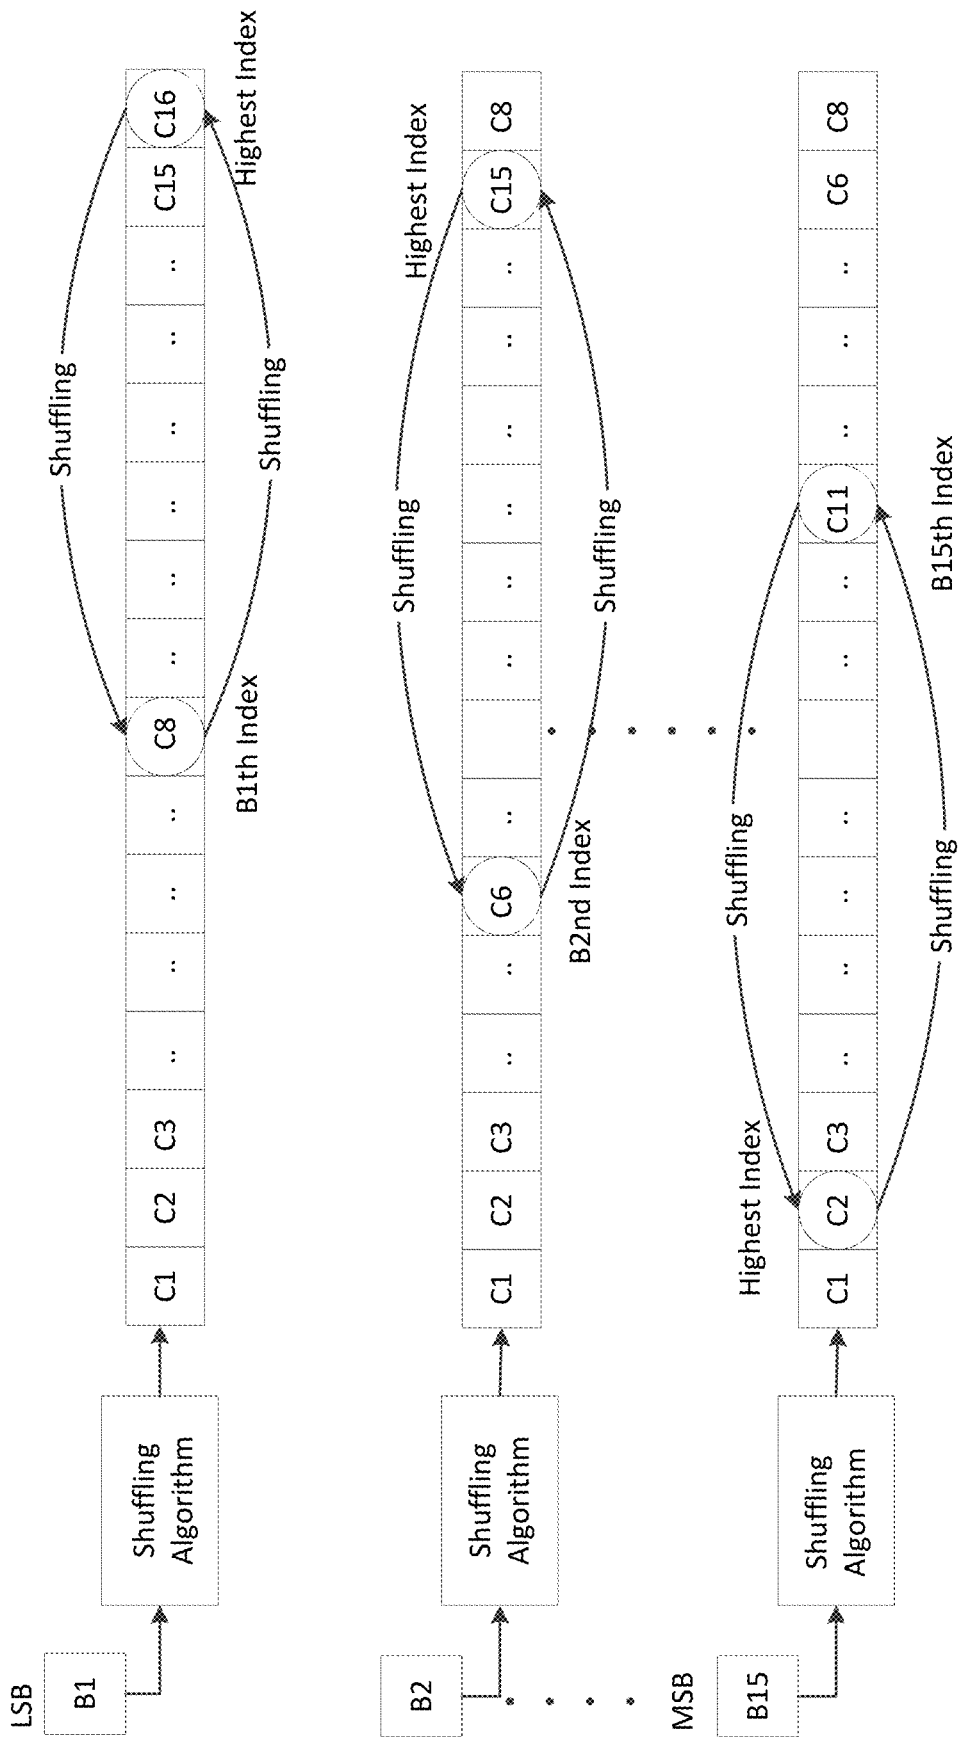 LSB
B1
Shuffling
Algorithm
C1 C2 C3 .. .. .. .. C8 .. .. .. .. .. .. C15 C16
Shuffling
Shuffling
B1th Index
Highest Index
B2
Shuffling
Algorithm
C1 C2 C3 .. .. C6 .. .. .. .. .. .. .. C15 C8
Shuffling
Shuffling
B2nd Index
Highest Index
MSB
B15
Shuffling
Algorithm
C1 C2 C3 .. .. .. .. .. .. C11 .. .. .. C6 C8
Shuffling
Shuffling
Highest Index
B15th Index